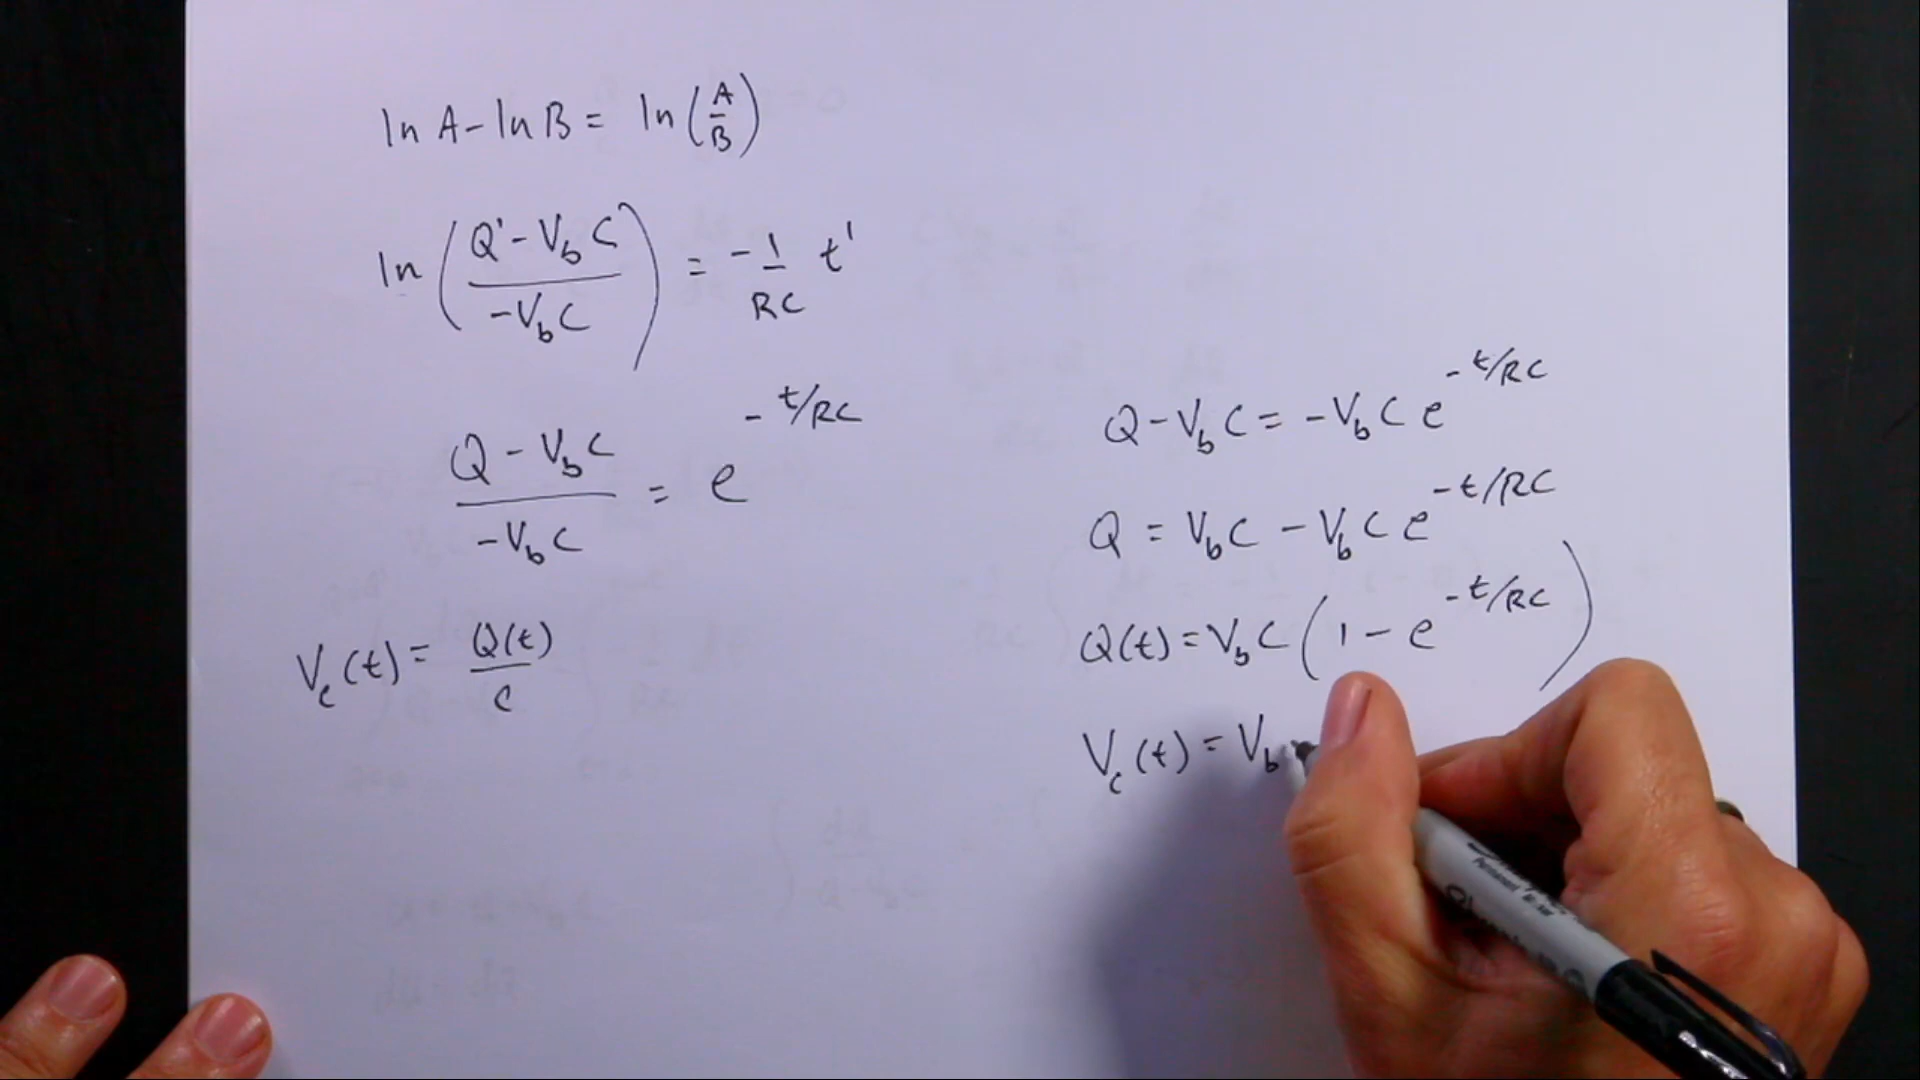 ln A - ln B = ln(A/B)
ln((Q' - V_b C)/(-V_b C)) = -1/RC t'
(Q - V_b C)/(-V_b C) = e^(-t/RC)
V_c(t) = Q(t)/C
Q - V_b C = -V_b C e^(-t/RC)
Q = V_b C - V_b C e^(-t/RC)
Q(t) = V_b C (1 - e^(-t/RC))
V_c(t) = V_b